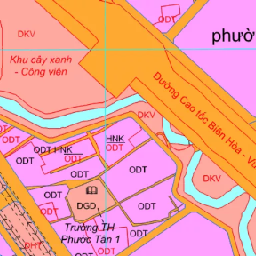 ODT
DKV
phườ
Khu cây xanh
- Công viên
Đường Cao tốc Biên Hòa - Vũ
DKV
HNK
ODT
ODT HNK
ODT
ODT
ODT
ODT
DKV
ODT
DGD
ODT
ODT
ODT
Trường TH
Phước Tân 1
ODT